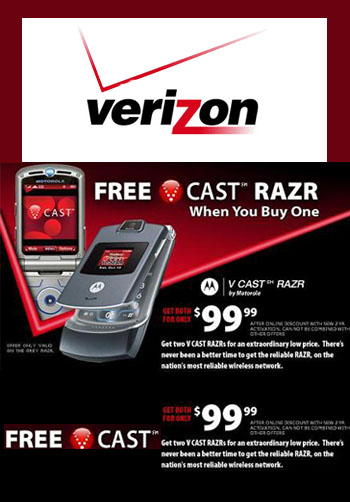 verizon
FREE V CAST℠ RAZR
When You Buy One
MOTOROLA
V CAST
Menu Options
V CAST℠ RAZR
by Motorola
GET BOTH
FOR ONLY
$99⁹⁹
AFTER ONLINE DISCOUNT WITH NEW 2 YR
ACTIVATION. CAN NOT BE COMBINED WITH
OTHER OFFERS
OFFER ONLY VALID
ON THE GREY RAZR.
Get two V CAST RAZRs for an extraordinary low price. There's
never been a better time to get the reliable RAZR, on the
nation's most reliable wireless network.
FREE V CAST℠
GET BOTH
FOR ONLY
$99⁹⁹
AFTER ONLINE DISCOUNT WITH NEW 2 YR
ACTIVATION. CAN NOT BE COMBINED WITH
OTHER OFFERS
Get two V CAST RAZRs for an extraordinary low price. There's
never been a better time to get the reliable RAZR, on the
nation's most reliable wireless network.